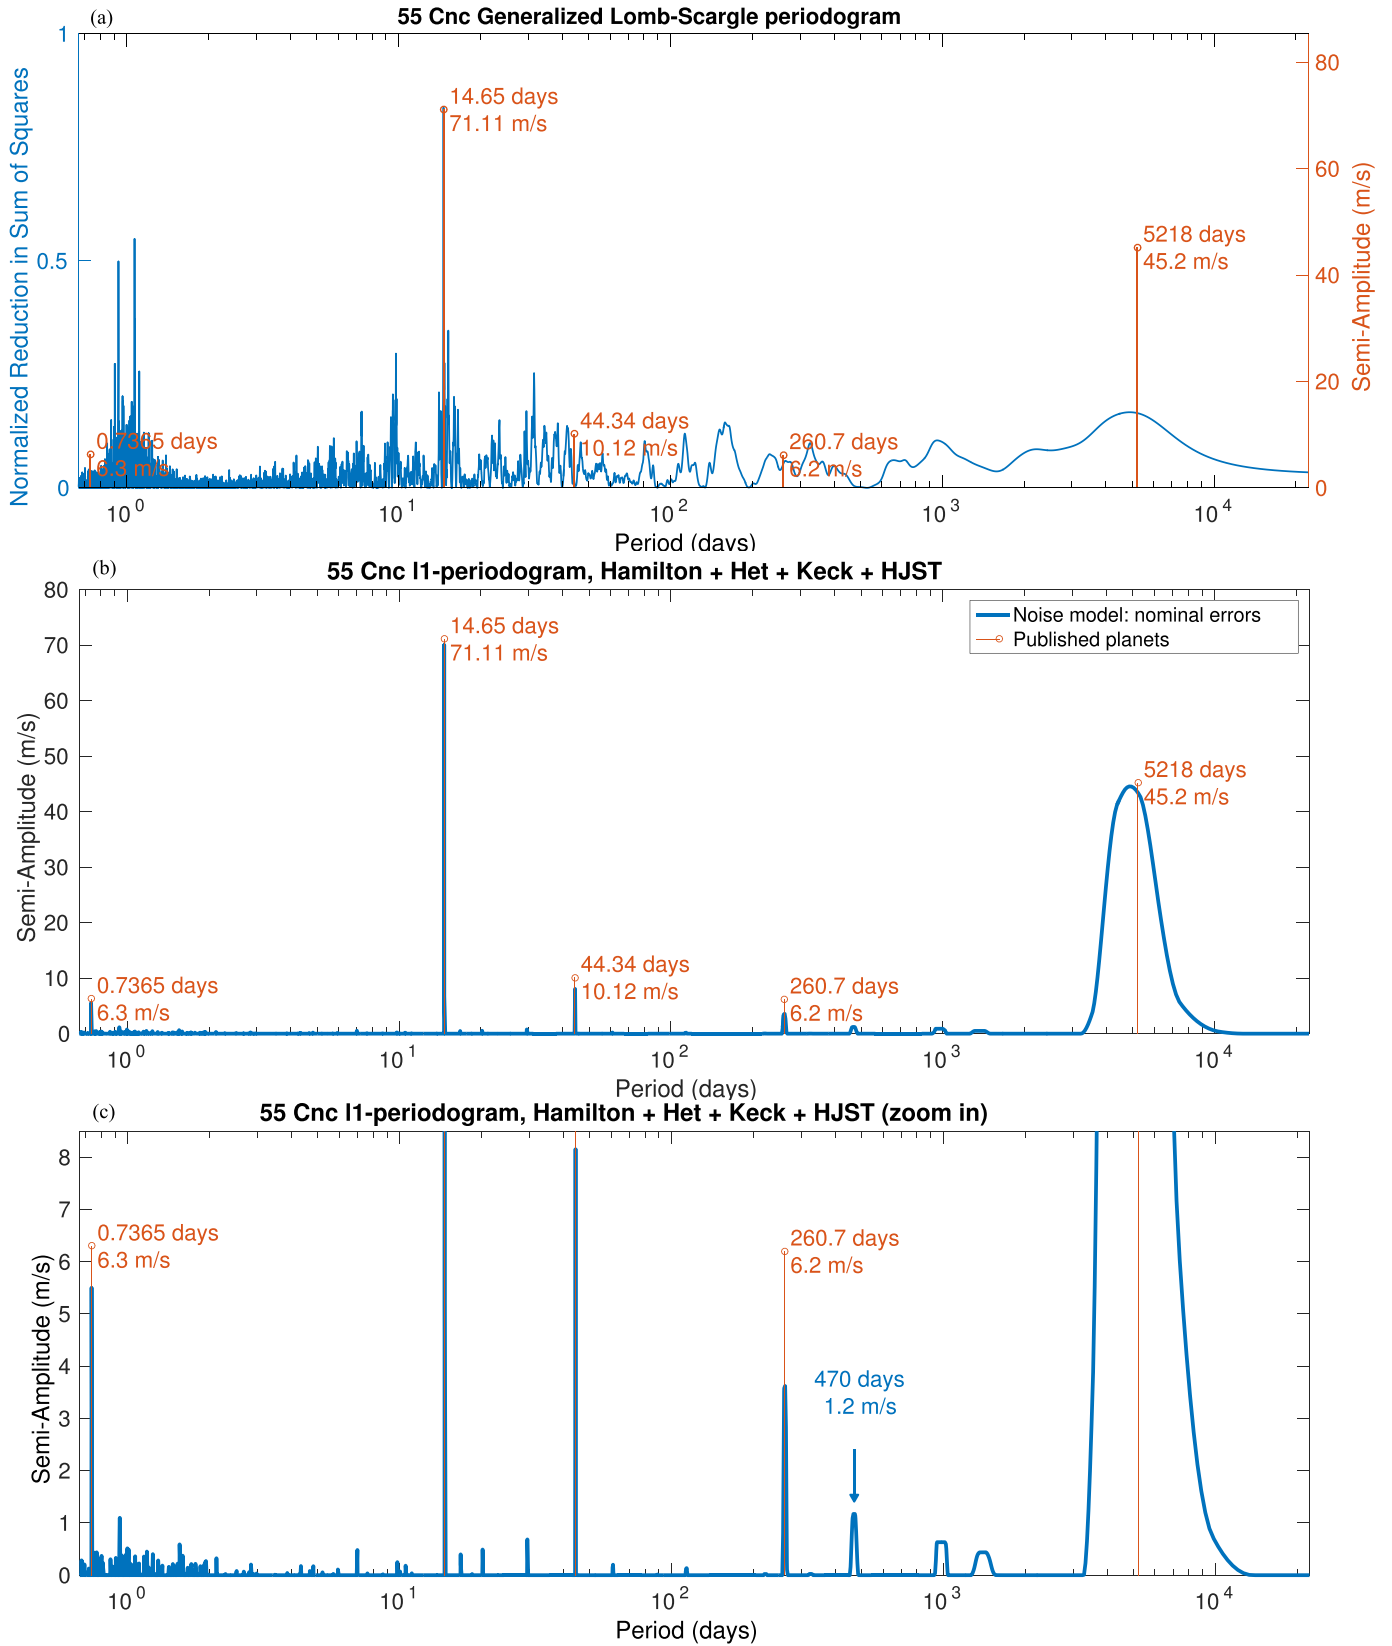 (a)
55 Cnc Generalized Lomb-Scargle periodogram
Normalized Reduction in Sum of Squares
Semi-Amplitude (m/s)
1
0.5
0
80
60
40
20
0
14.65 days
71.11 m/s
5218 days
45.2 m/s
0.7365 days
6.3 m/s
44.34 days
10.12 m/s
260.7 days
6.2 m/s
10^0 10^1 10^2 10^3 10^4
Period (days)
(b)
55 Cnc l1-periodogram, Hamilton + Het + Keck + HJST
Semi-Amplitude (m/s)
80
70
60
50
40
30
20
10
0
Noise model: nominal errors
Published planets
14.65 days
71.11 m/s
5218 days
45.2 m/s
0.7365 days
6.3 m/s
44.34 days
10.12 m/s
260.7 days
6.2 m/s
10^0 10^1 10^2 10^3 10^4
Period (days)
(c)
55 Cnc l1-periodogram, Hamilton + Het + Keck + HJST (zoom in)
Semi-Amplitude (m/s)
8
7
6
5
4
3
2
1
0
0.7365 days
6.3 m/s
260.7 days
6.2 m/s
470 days
1.2 m/s
10^0 10^1 10^2 10^3 10^4
Period (days)